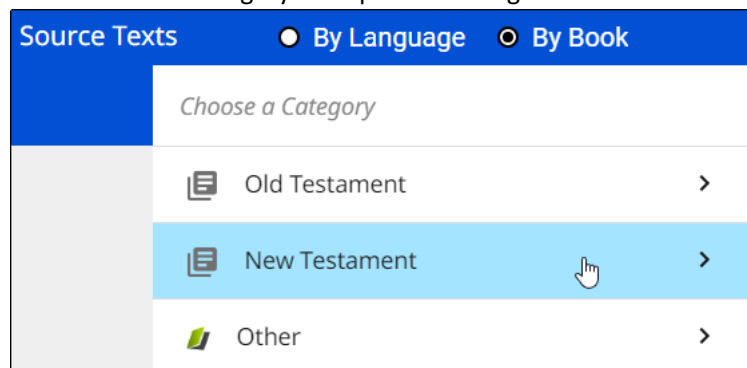 Source Texts By Language By Book
Choose a Category
Old Testament
New Testament
Other